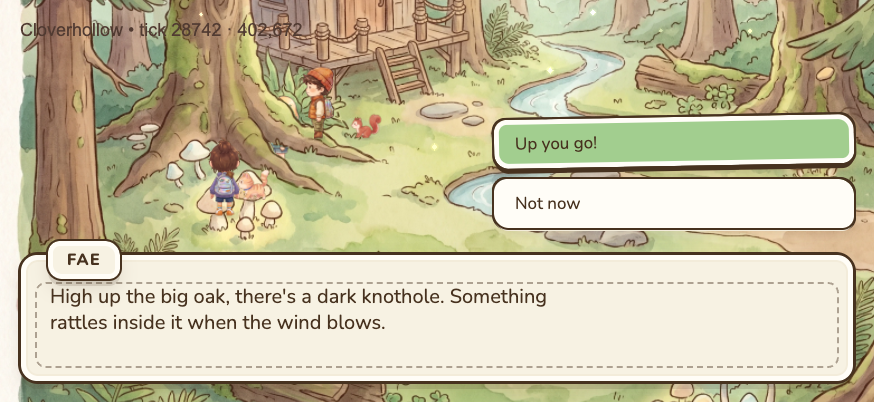 Cloverhollow • tick 28742 · 402,672
Up you go!
Not now
FAE
High up the big oak, there's a dark knothole. Something
rattles inside it when the wind blows.